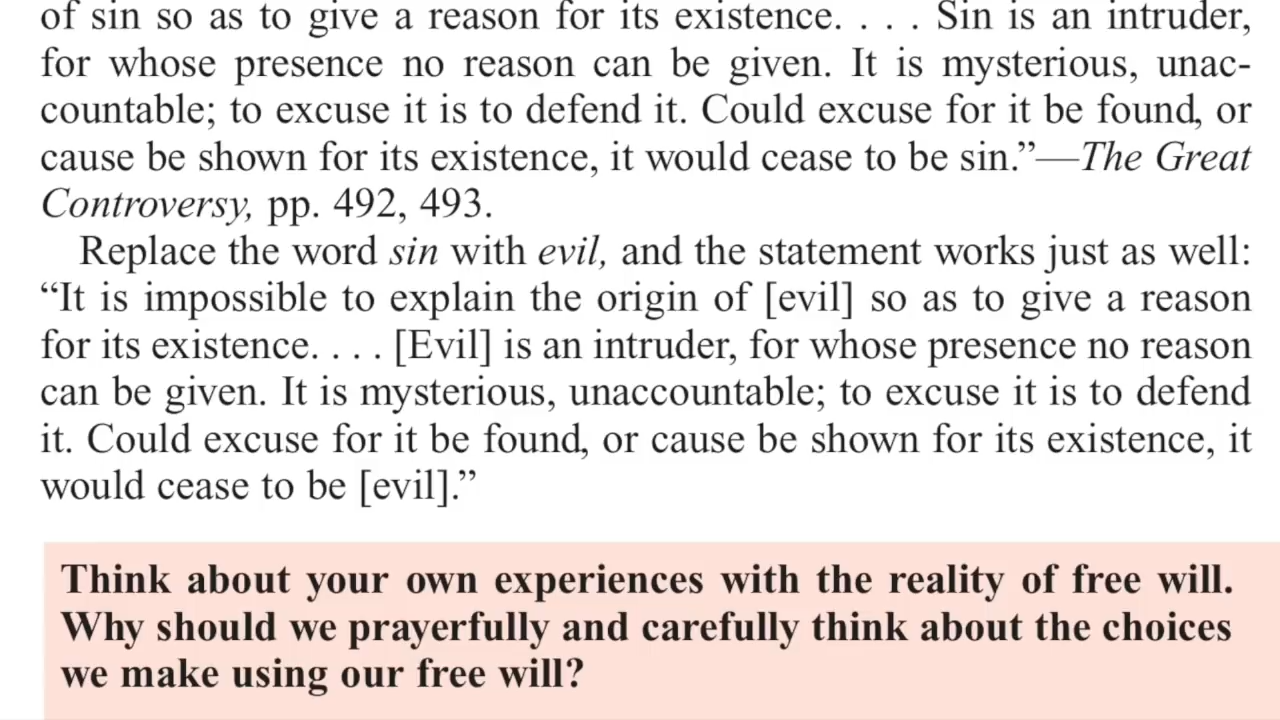 of sin so as to give a reason for its existence. . . . Sin is an intruder,
for whose presence no reason can be given. It is mysterious, unac-
countable; to excuse it is to defend it. Could excuse for it be found, or
cause be shown for its existence, it would cease to be sin.”—The Great
Controversy, pp. 492, 493.
Replace the word sin with evil, and the statement works just as well:
“It is impossible to explain the origin of [evil] so as to give a reason
for its existence. . . . [Evil] is an intruder, for whose presence no reason
can be given. It is mysterious, unaccountable; to excuse it is to defend
it. Could excuse for it be found, or cause be shown for its existence, it
would cease to be [evil].”
Think about your own experiences with the reality of free will.
Why should we prayerfully and carefully think about the choices
we make using our free will?